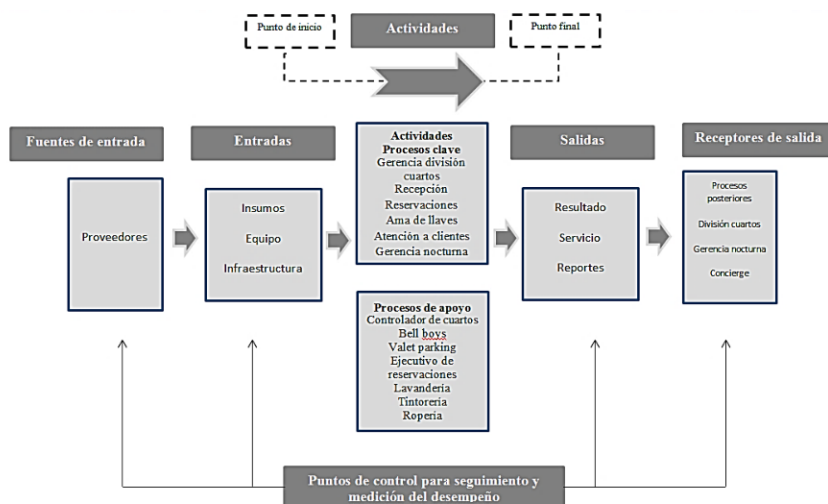 Punto de inicio
Actividades
Punto final
Fuentes de entrada
Entradas
Actividades
Procesos clave
Gerencia división
cuartos
Recepción
Reservaciones
Ama de llaves
Atención a clientes
Gerencia nocturna
Salidas
Receptores de salida
Proveedores
Insumos
Equipo
Infraestructura
Resultado
Servicio
Reportes
Procesos
posteriores
División cuartos
Gerencia nocturna
Concierge
Procesos de apoyo
Controlador de cuartos
Bell boys
Valet parking
Ejecutivo de
reservaciones
Lavandería
Tintorería
Ropería
Puntos de control para seguimiento y
medición del desempeño